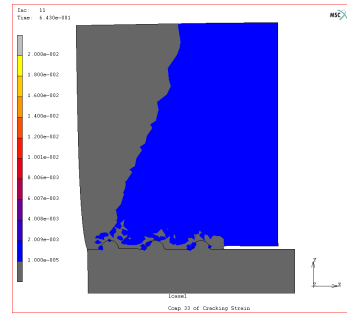 Inc: 11
Time: 6.430e-001
MSC
2.000e-002
1.800e-002
1.600e-002
1.400e-002
1.200e-002
1.001e-002
8.006e-003
6.007e-003
4.008e-003
2.009e-003
1.000e-005
lcase1
Comp 33 of Cracking Strain
Z
Y
X